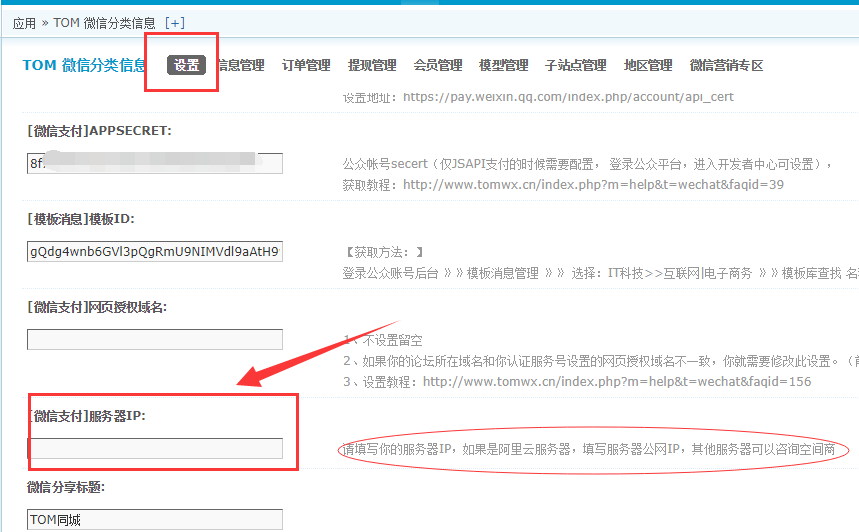 应用 » TOM 微信分类信息 [+]
TOM 微信分类信息 设置 信息管理 订单管理 提现管理 会员管理 模型管理 子站点管理 地区管理 微信营销专区
设置地址：https://pay.weixin.qq.com/index.php/account/api_cert
[微信支付]APPSECRET:
8f
公众帐号secert（仅JSAPI支付的时候需要配置， 登录公众平台，进入开发者中心可设置），
获取教程：http://www.tomwx.cn/index.php?m=help&t=wechat&faqid=39
[模板消息]模板ID:
gQdg4wnb6GVl3pQgRmU9NIMVdl9aAtH9
【获取方法：】
登录公众账号后台 》》模板消息管理 》》 选择：IT科技>>互联网|电子商务 》》模板库查找 名称
[微信支付]网页授权域名:
1、不设置留空
2、如果你的论坛所在域名和你认证服务号设置的网页授权域名不一致，你就需要修改此设置。（
3、设置教程：http://www.tomwx.cn/index.php?m=help&t=wechat&faqid=156
[微信支付]服务器IP:
请填写你的服务器IP，如果是阿里云服务器，填写服务器公网IP，其他服务器可以咨询空间商
微信分享标题:
TOM同城